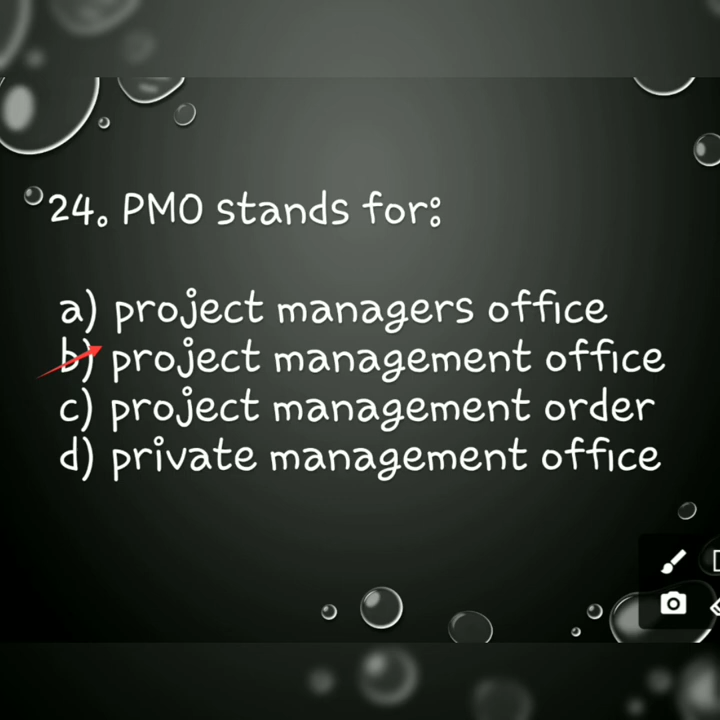 24. PMO stands for:
a) project managers office
b) project management office
c) project management order
d) private management office